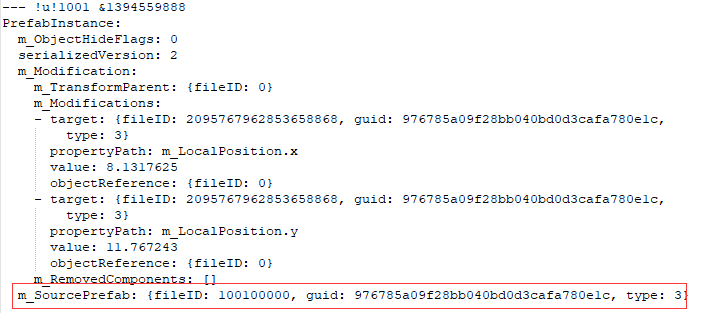 --- !u!1001 &1394559888
PrefabInstance:
  m_ObjectHideFlags: 0
  serializedVersion: 2
  m_Modification:
    m_TransformParent: {fileID: 0}
    m_Modifications:
    - target: {fileID: 2095767962853658868, guid: 976785a09f28bb040bd0d3cafa780e1c,
        type: 3}
      propertyPath: m_LocalPosition.x
      value: 8.1317625
      objectReference: {fileID: 0}
    - target: {fileID: 2095767962853658868, guid: 976785a09f28bb040bd0d3cafa780e1c,
        type: 3}
      propertyPath: m_LocalPosition.y
      value: 11.767243
      objectReference: {fileID: 0}
    m_RemovedComponents: []
  m_SourcePrefab: {fileID: 100100000, guid: 976785a09f28bb040bd0d3cafa780e1c, type: 3}